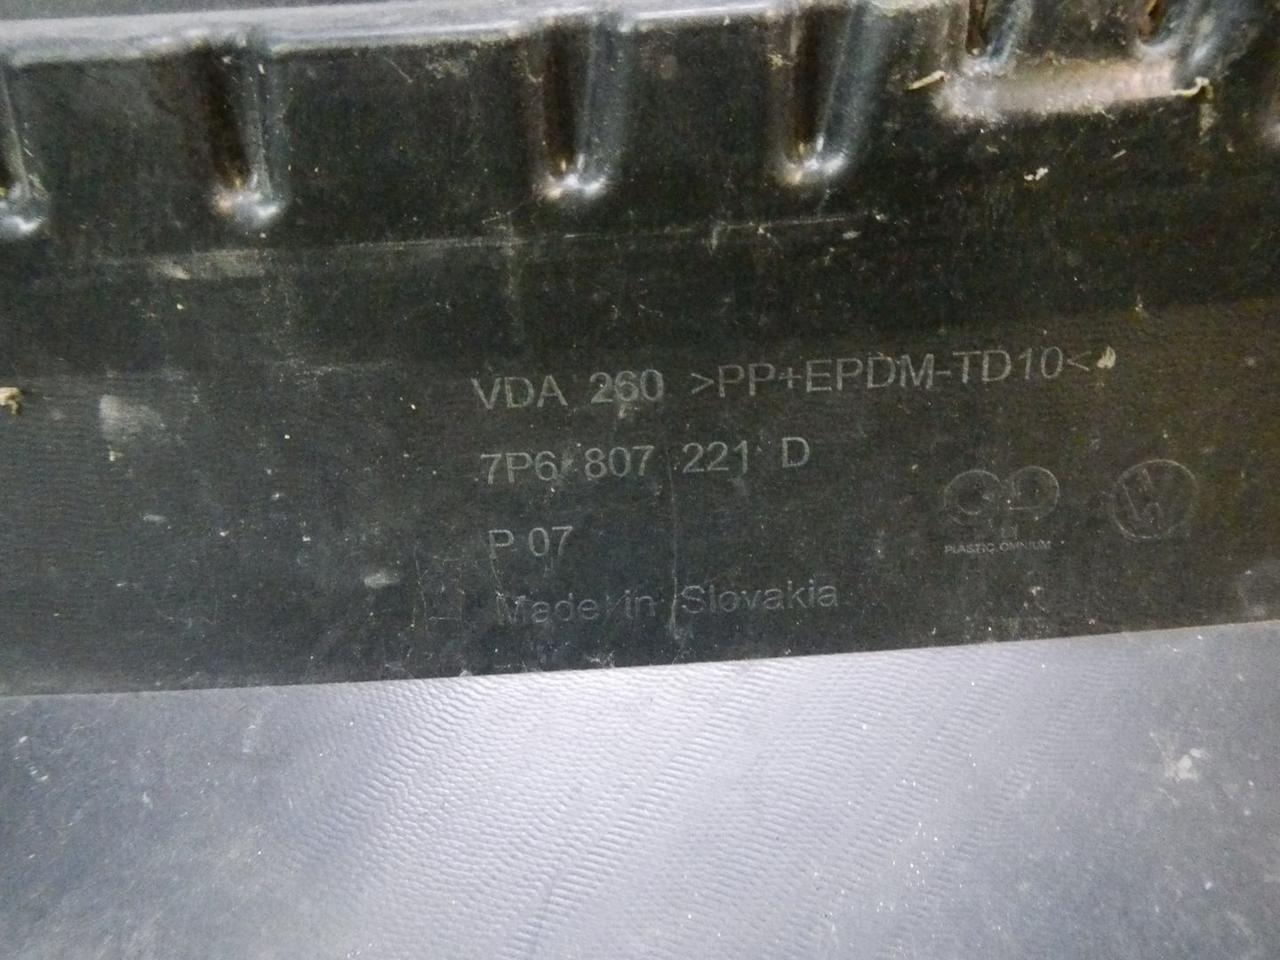 VDA 260 >PP+EPDM-TD10<
7P6 807 221 D
P 07
PLASTIC OMNIUM
Made in Slovakia